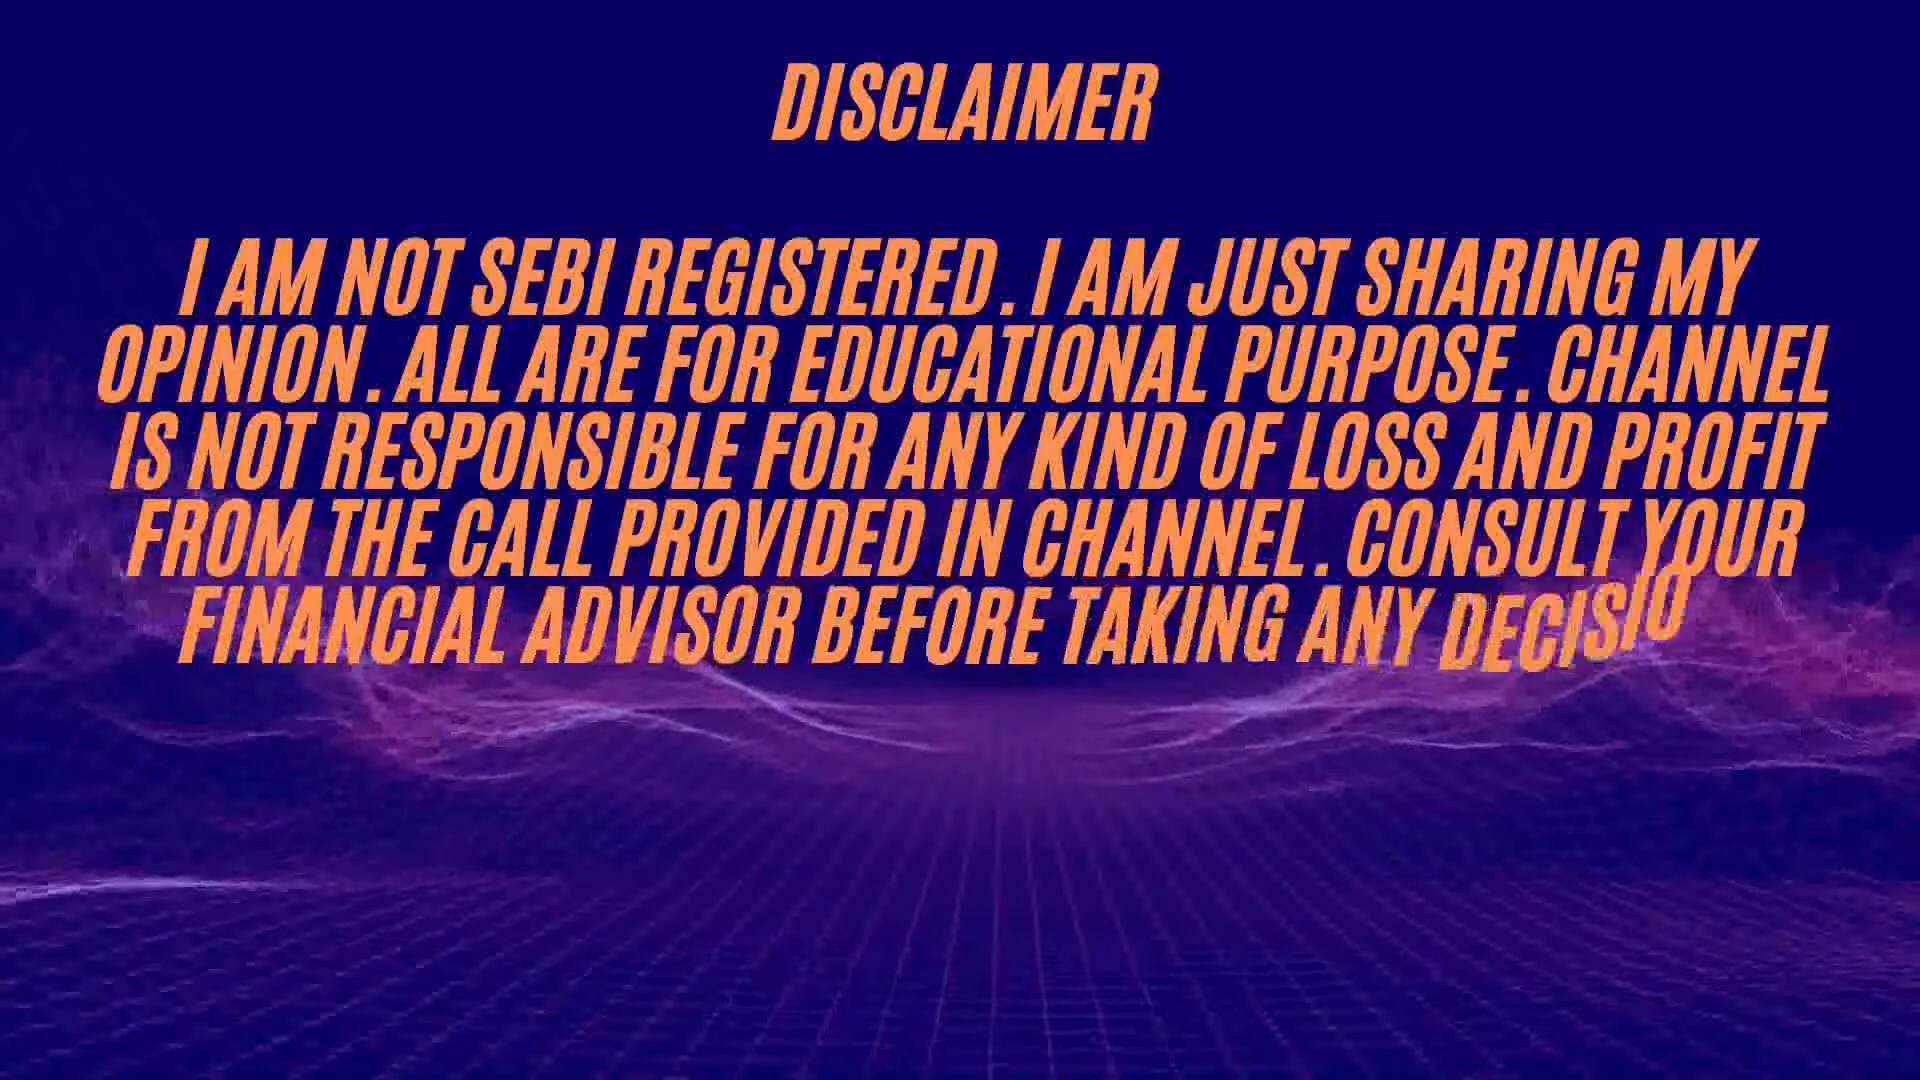 DISCLAIMER
I AM NOT SEBI REGISTERED. I AM JUST SHARING MY
OPINION. ALL ARE FOR EDUCATIONAL PURPOSE. CHANNEL
IS NOT RESPONSIBLE FOR ANY KIND OF LOSS AND PROFIT
FROM THE CALL PROVIDED IN CHANNEL. CONSULT YOUR
FINANCIAL ADVISOR BEFORE TAKING ANY DECISIO